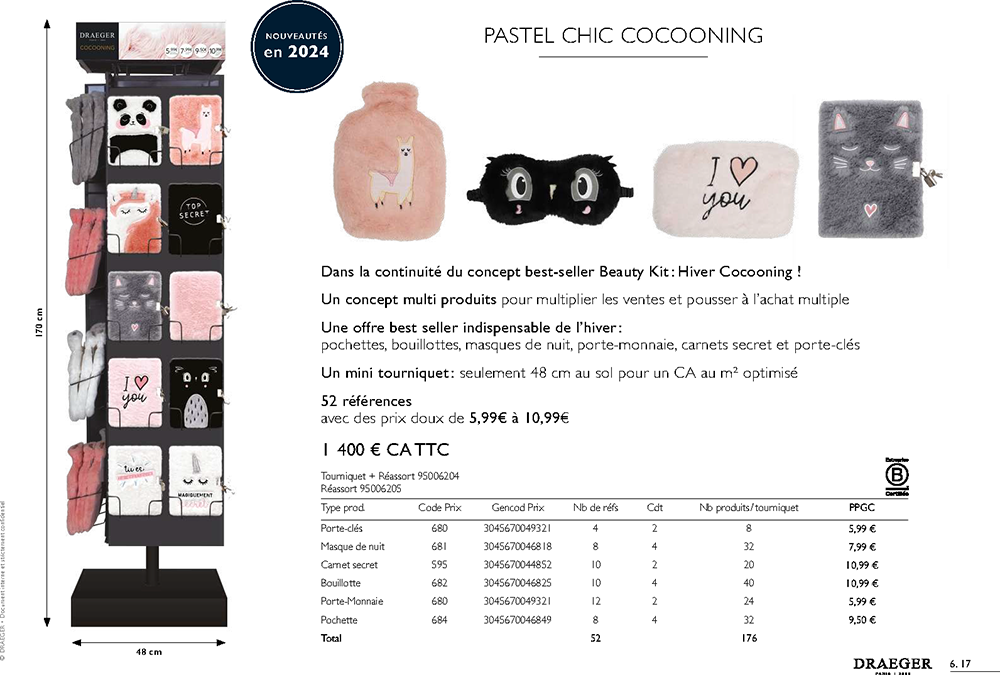 DRAEGER
COCOONING
5,99€ 7,99€ 9,50€ 10,99€
NOUVEAUTÉS
en 2024
PASTEL CHIC COCOONING
I
you
TOP
SECRET
I
you
tu es
MAGIQUEMENT
170 cm
48 cm
Dans la continuité du concept best-seller Beauty Kit : Hiver Cocooning !
Un concept multi produits pour multiplier les ventes et pousser à l’achat multiple
Une offre best seller indispensable de l’hiver :
pochettes, bouillottes, masques de nuit, porte-monnaie, carnets secret et porte-clés
Un mini tourniquet : seulement 48 cm au sol pour un CA au m² optimisé
52 références
avec des prix doux de 5,99€ à 10,99€
1 400 € CA TTC
Tourniquet + Réassort 95006204
Réassort 95006205
Entreprise
B
Certifiée
Type prod. Code Prix Gencod Prix Nb de réfs Cdt Nb produits / tourniquet PPGC
Porte-clés 680 3045670049321 4 2 8 5,99 €
Masque de nuit 681 3045670046818 8 4 32 7,99 €
Carnet secret 595 3045670044852 10 2 20 10,99 €
Bouillotte 682 3045670046825 10 4 40 10,99 €
Porte-Monnaie 680 3045670049321 12 2 24 5,99 €
Pochette 684 3045670046849 8 4 32 9,50 €
Total 52 176
© DRAEGER • Document interne et strictement confidentiel
DRAEGER
PARIS | 1886
6. 17